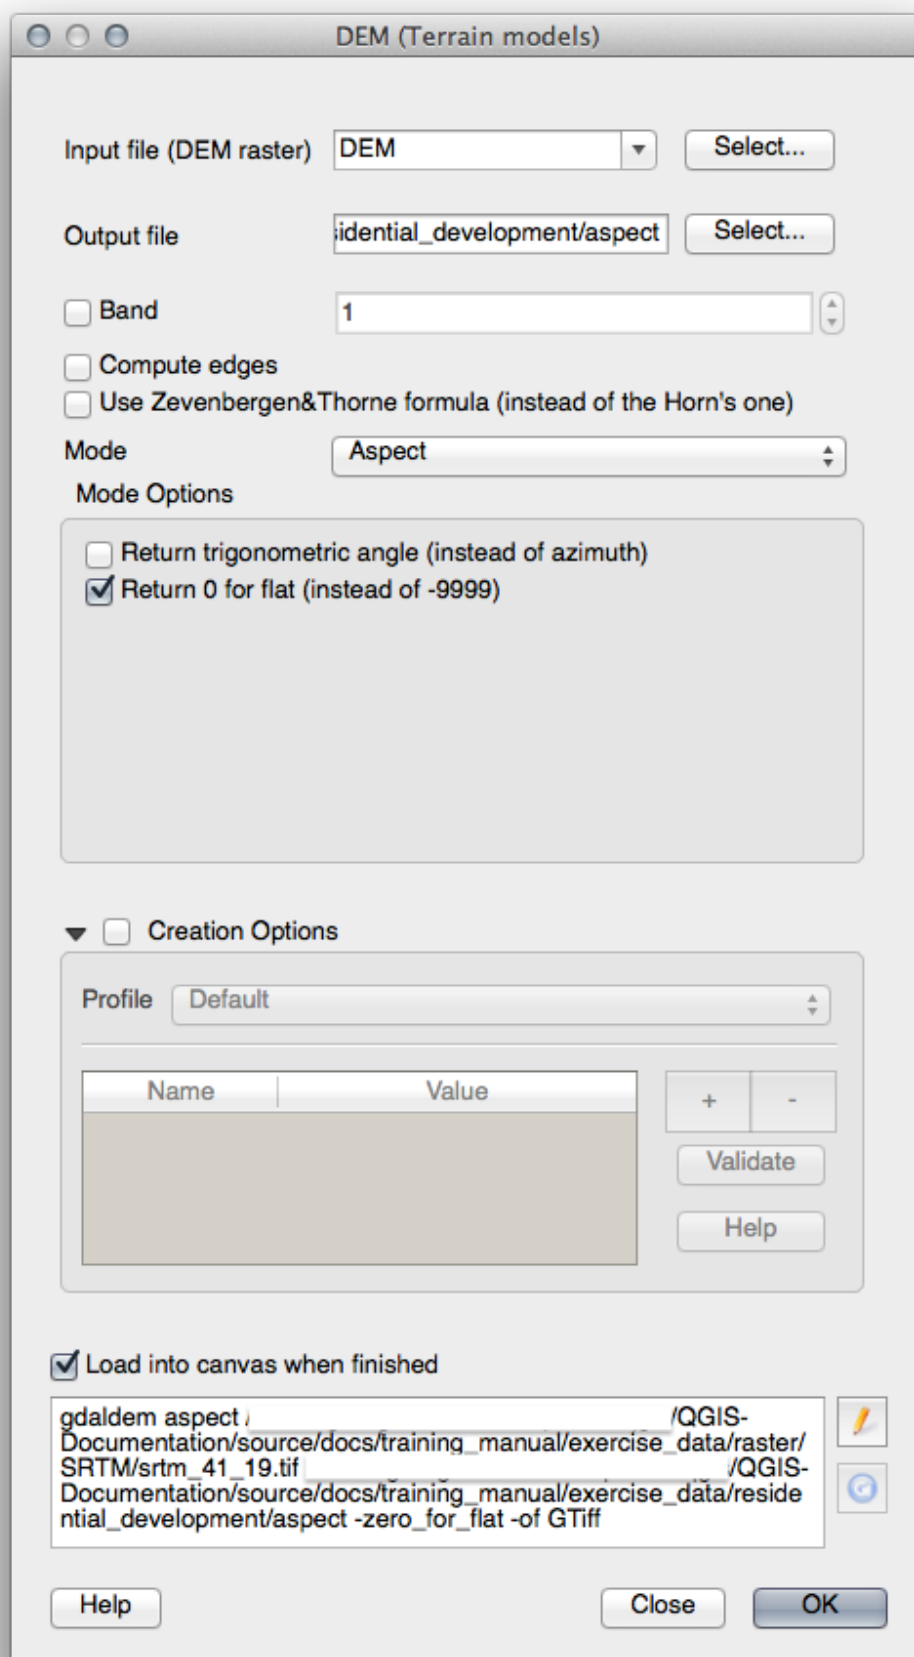 DEM (Terrain models)
Input file (DEM raster) DEM Select...
Output file sidential_development/aspect Select...
Band 1
Compute edges
Use Zevenbergen&Thorne formula (instead of the Horn's one)
Mode Aspect
Mode Options
Return trigonometric angle (instead of azimuth)
Return 0 for flat (instead of -9999)
Creation Options
Profile Default
Name Value + -
Validate
Help
Load into canvas when finished
gdaldem aspect / /QGIS-
Documentation/source/docs/training_manual/exercise_data/raster/
SRTM/srtm_41_19.tif /QGIS-
Documentation/source/docs/training_manual/exercise_data/reside
ntial_development/aspect -zero_for_flat -of GTiff
Help Close OK